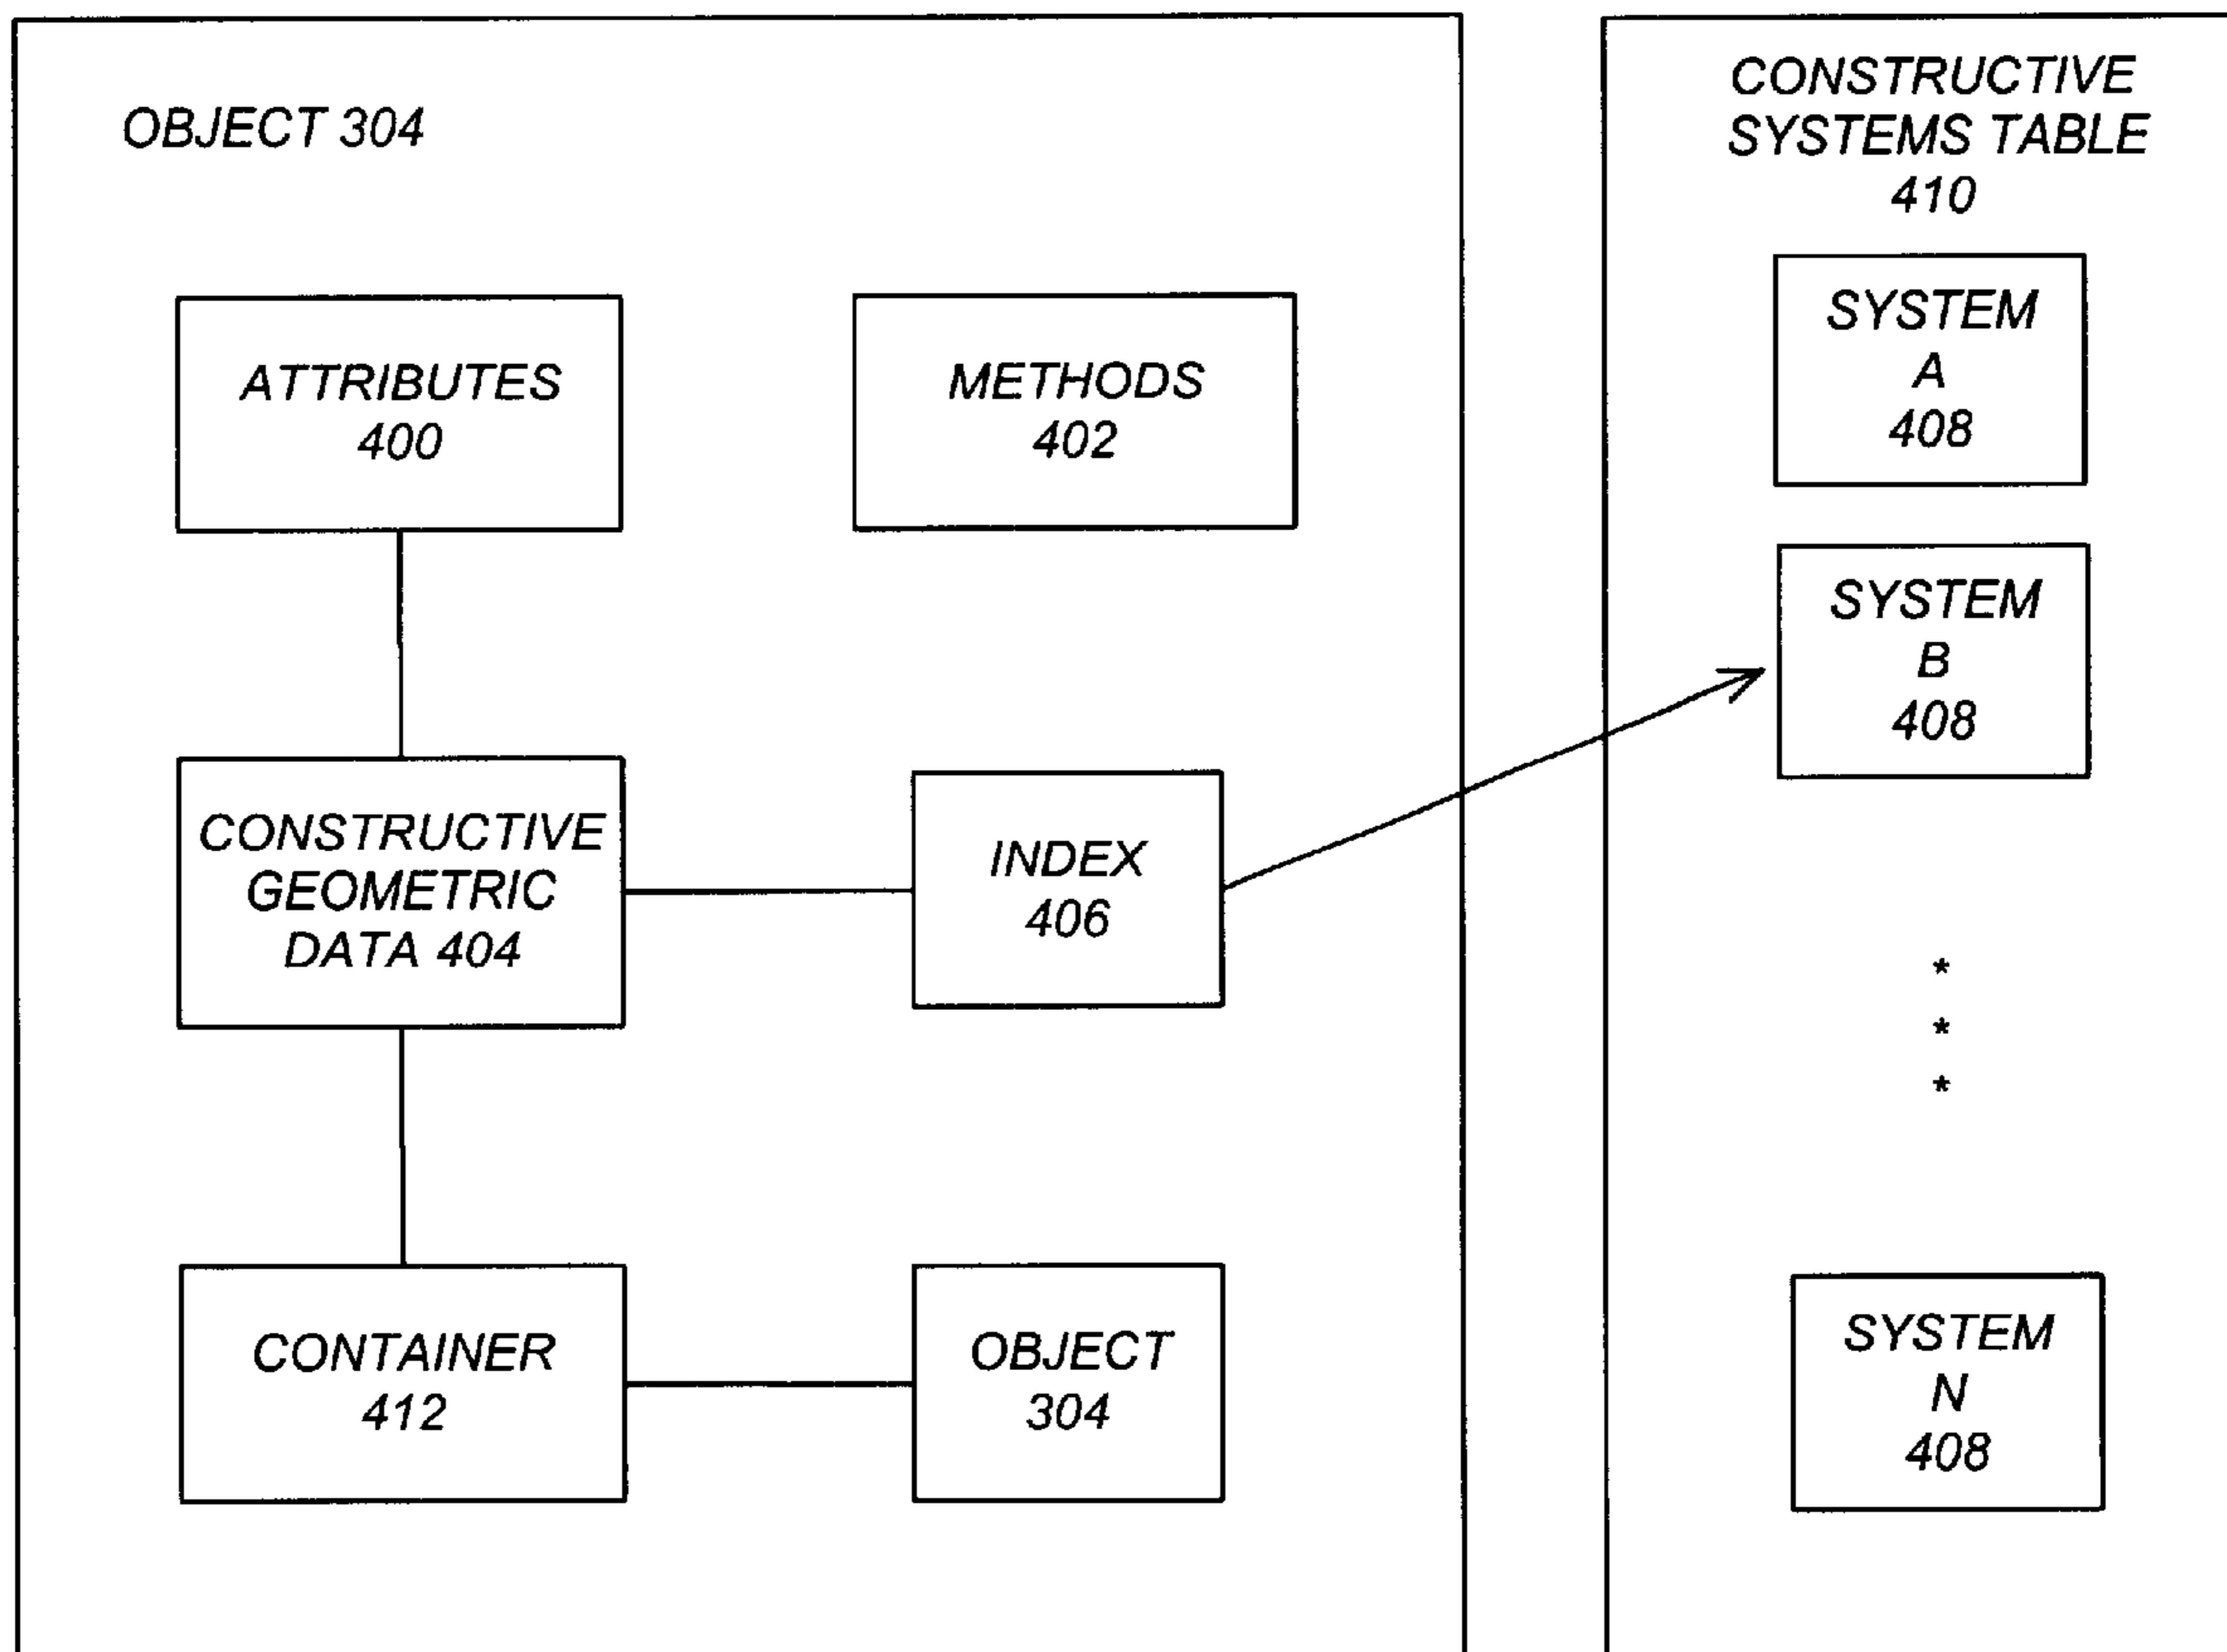 OBJECT 304
ATTRIBUTES
400
METHODS
402
CONSTRUCTIVE
GEOMETRIC
DATA 404
INDEX
406
CONTAINER
412
OBJECT
304
CONSTRUCTIVE
SYSTEMS TABLE
410
SYSTEM
A
408
SYSTEM
B
408
*
*
*
SYSTEM
N
408